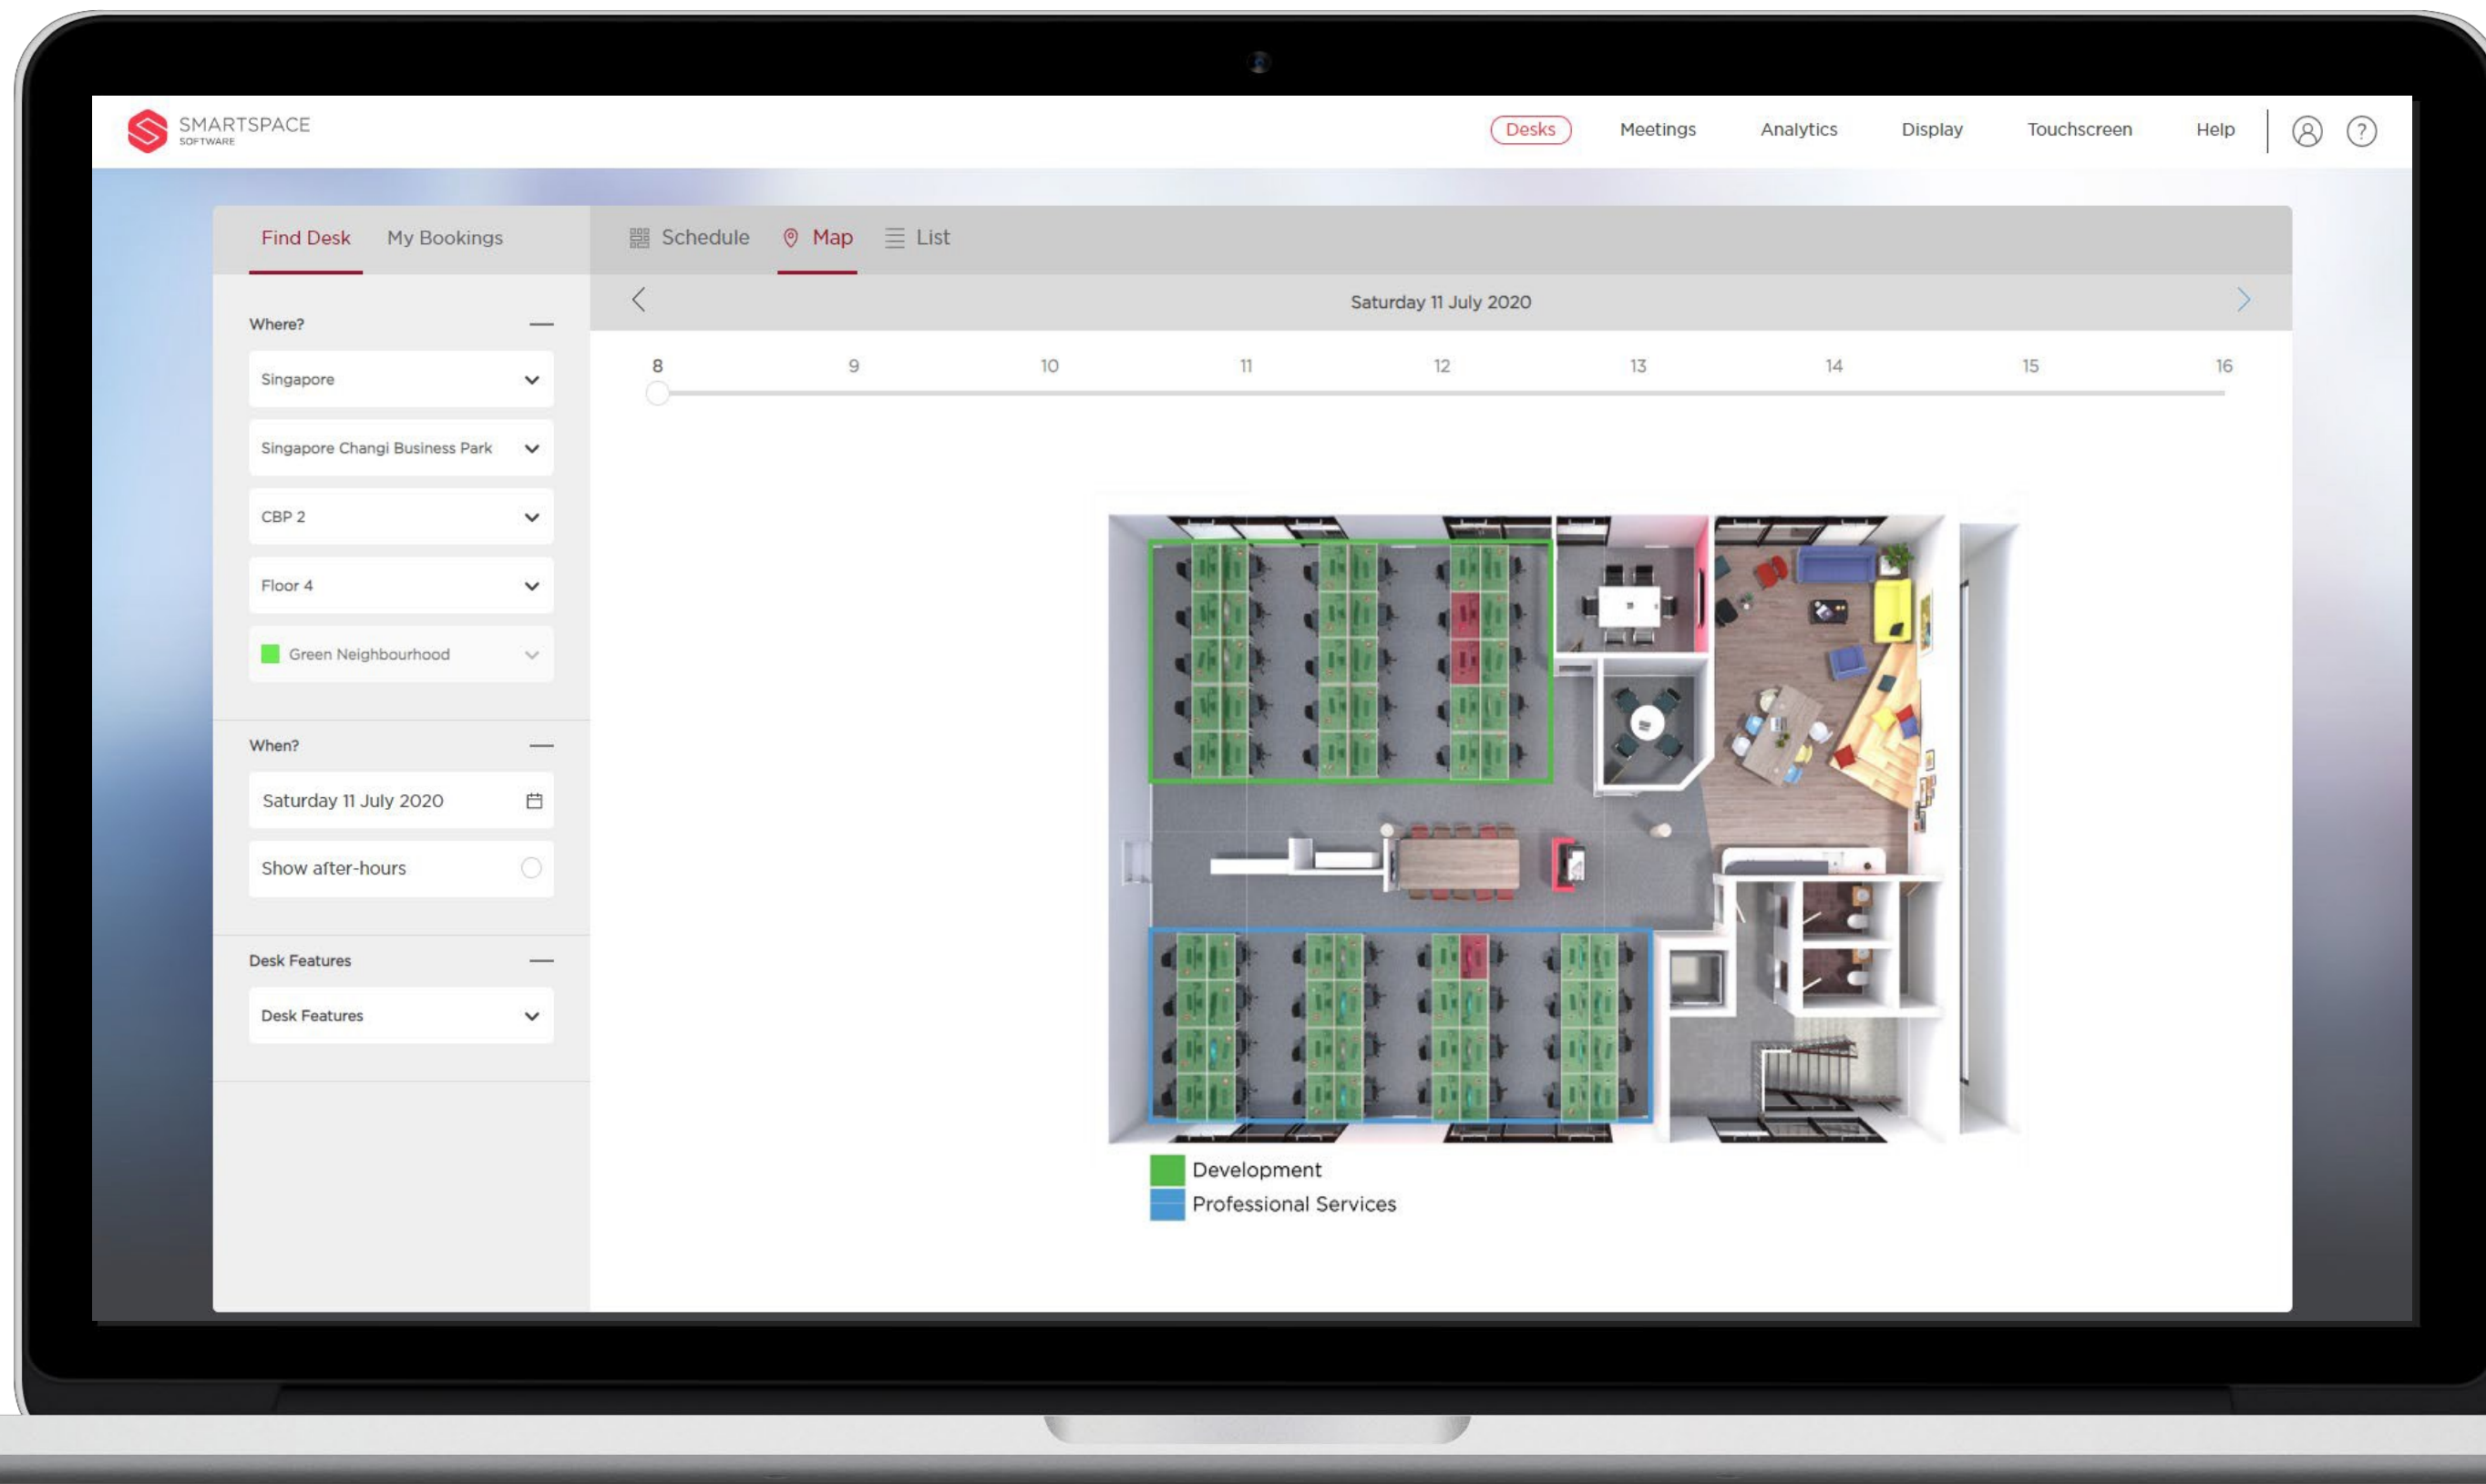 SMARTSPACE
SOFTWARE
Desks Meetings Analytics Display Touchscreen Help ?
Find Desk My Bookings Schedule Map List
Saturday 11 July 2020
Where?
Singapore
Singapore Changi Business Park
CBP 2
Floor 4
Green Neighbourhood
When?
Saturday 11 July 2020
Show after-hours
Desk Features
Desk Features
8 9 10 11 12 13 14 15 16
Development
Professional Services